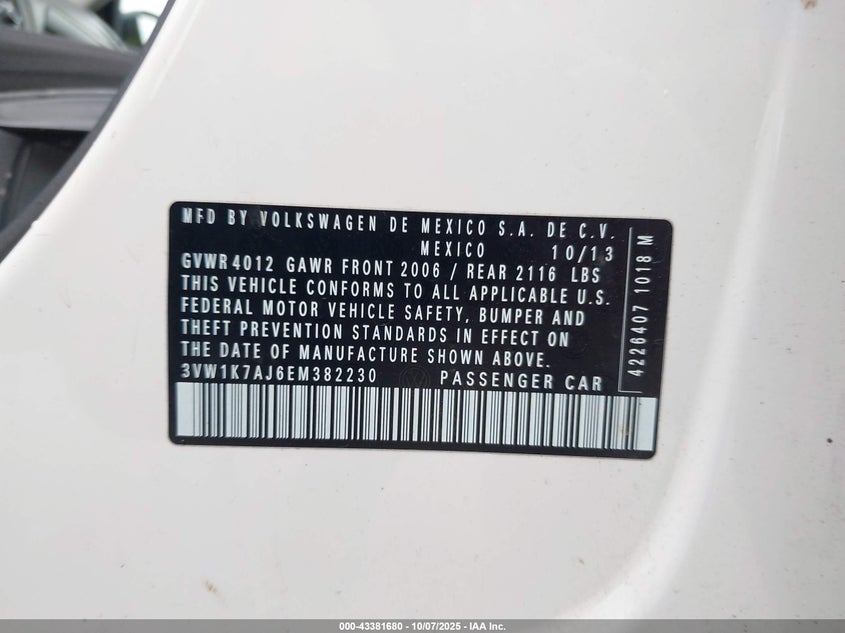 MFD BY VOLKSWAGEN DE MEXICO S.A. DE C.V.
MEXICO 10/13
GVWR 4012 GAWR FRONT 2006 / REAR 2116 LBS
THIS VEHICLE CONFORMS TO ALL APPLICABLE U.S.
FEDERAL MOTOR VEHICLE SAFETY, BUMPER AND
THEFT PREVENTION STANDARDS IN EFFECT ON
THE DATE OF MANUFACTURE SHOWN ABOVE.
3VW1K7AJ6EM382230 PASSENGER CAR
4226407 1018 M
000-43381680 - 10/07/2025 - IAA Inc.